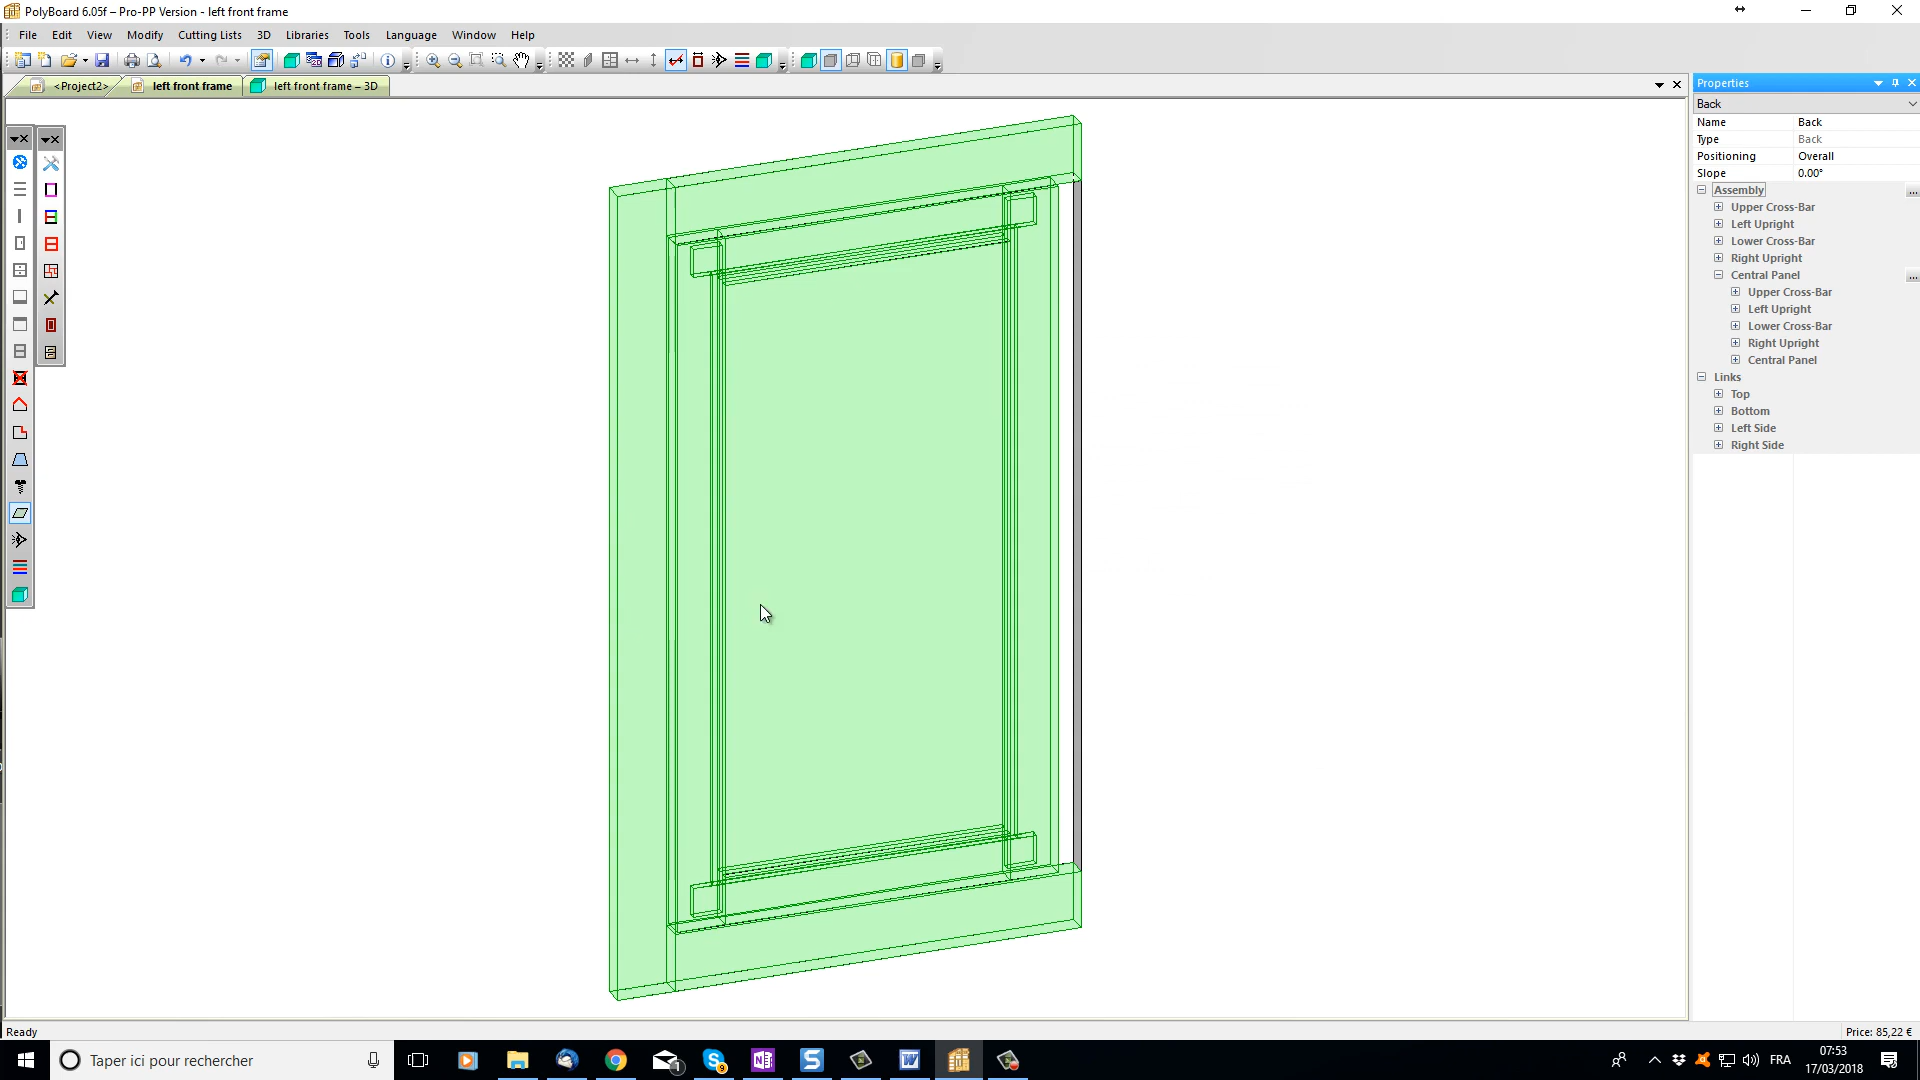 PolyBoard 6.05f – Pro-PP Version - left front frame
File Edit View Modify Cutting Lists 3D Libraries Tools Language Window Help
<Project2> left front frame left front frame – 3D
Properties
Back
Name Back
Type Back
Positioning Overall
Slope 0.00°
Assembly ...
Upper Cross-Bar
Left Upright
Lower Cross-Bar
Right Upright
Central Panel ...
Upper Cross-Bar
Left Upright
Lower Cross-Bar
Right Upright
Central Panel
Links
Top
Bottom
Left Side
Right Side
Ready Price: 85,22 €
Taper ici pour rechercher
FRA
07:53
17/03/2018